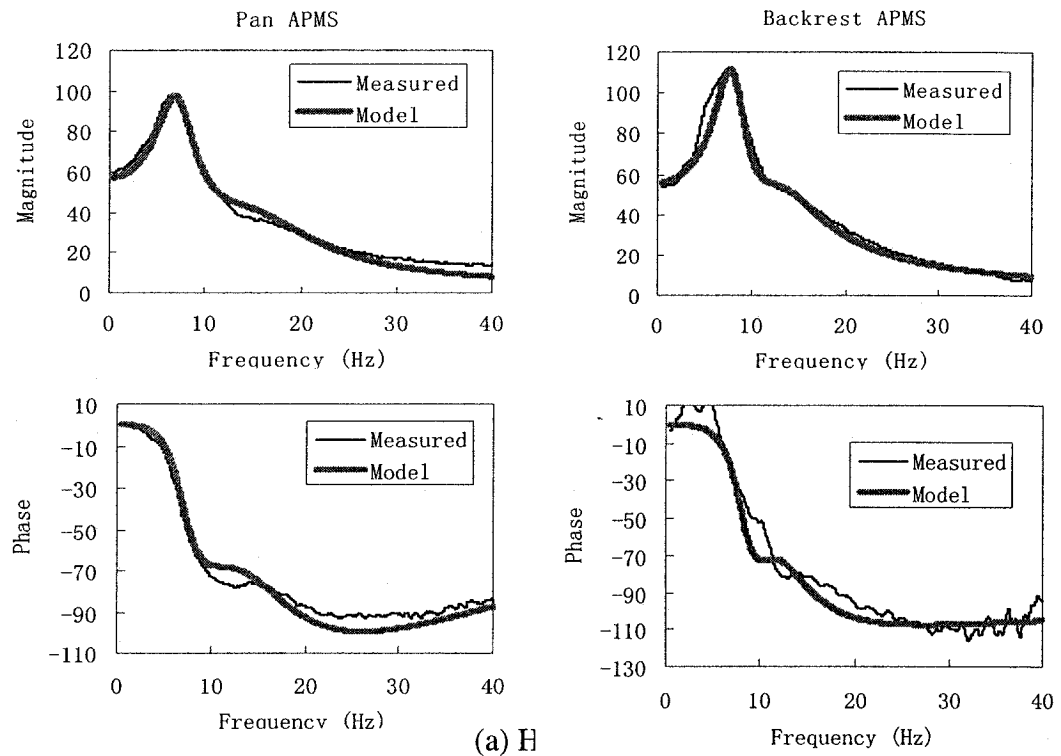 Pan APMS
Magnitude
120
100
80
60
40
20
0
Measured
Model
0 10 20 30 40
Frequency (Hz)
Backrest APMS
Magnitude
120
100
80
60
40
20
0
Measured
Model
0 10 20 30 40
Frequency (Hz)
Phase
10
-10
-30
-50
-70
-90
-110
Measured
Model
0 10 20 30 40
Frequency (Hz)
Phase
10
-10
-30
-50
-70
-90
-110
-130
Measured
Model
0 10 20 30 40
Frequency (Hz)
(a) H